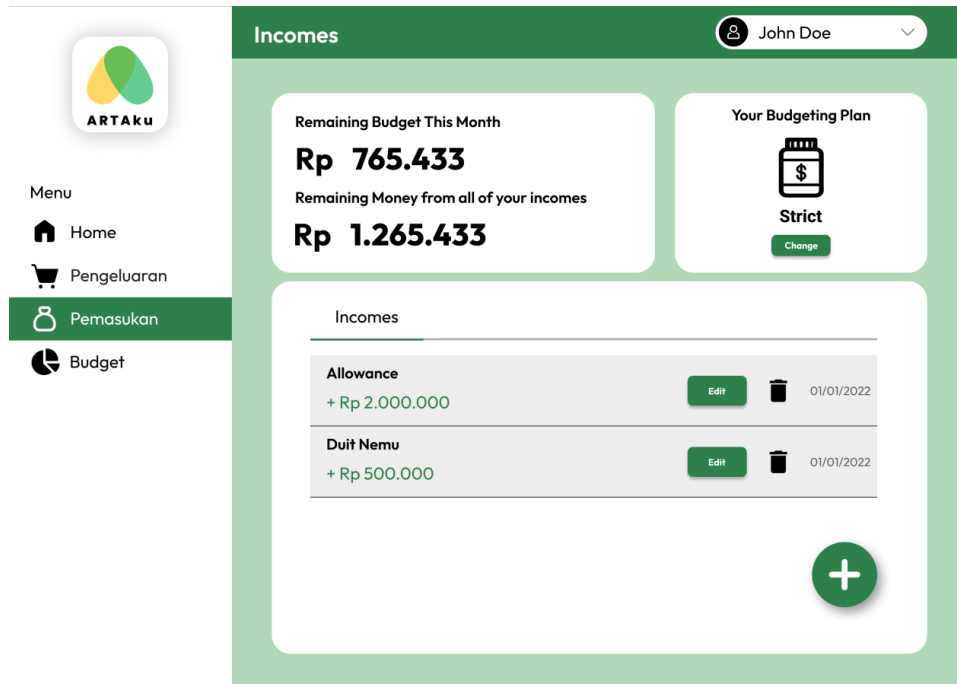 ARTAku
Menu
Home
Pengeluaran
Pemasukan
Budget
Incomes
John Doe
Remaining Budget This Month
Rp 765.433
Remaining Money from all of your incomes
Rp 1.265.433
Your Budgeting Plan
$
Strict
Change
Incomes
Allowance
+ Rp 2.000.000
Edit
01/01/2022
Duit Nemu
+ Rp 500.000
Edit
01/01/2022